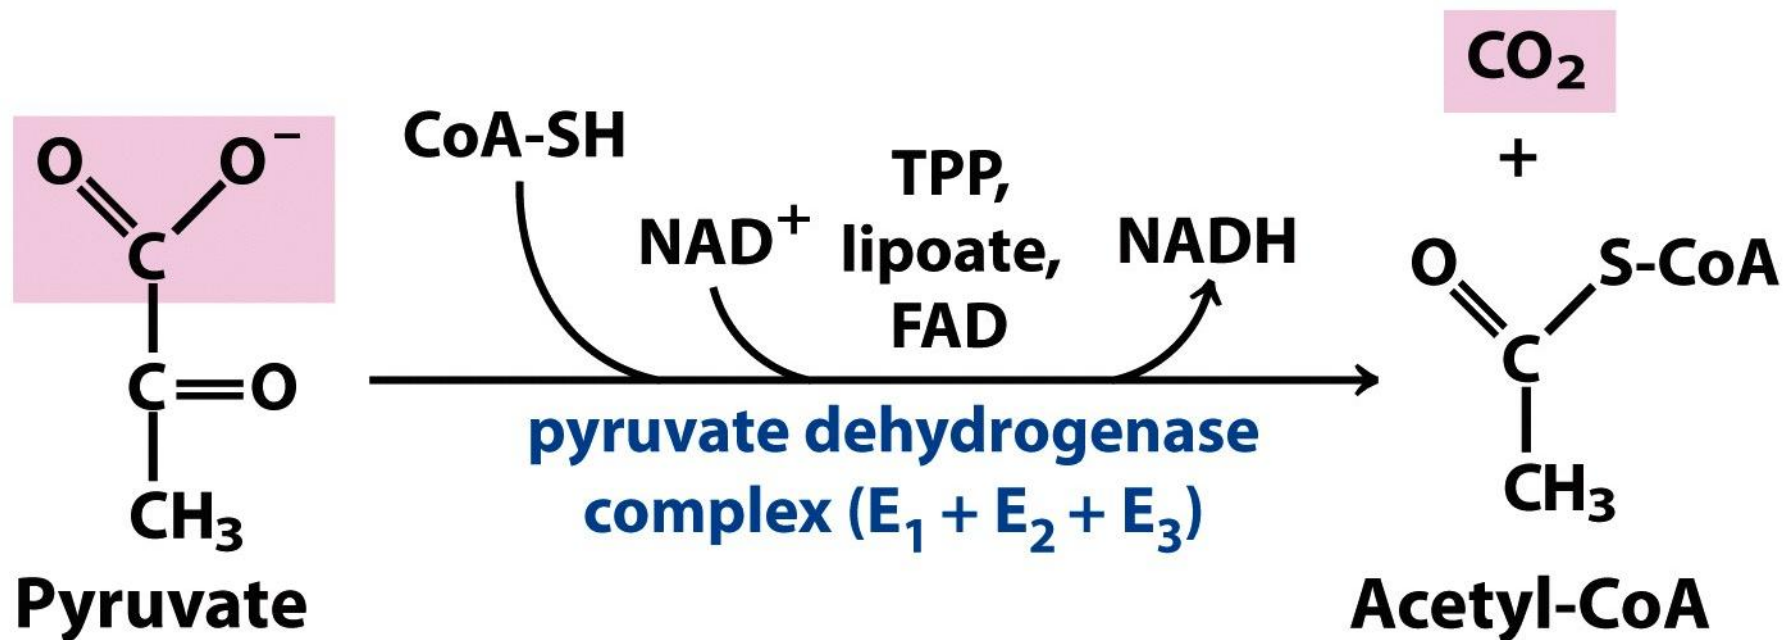 O O⁻
C
C=O
CH₃
Pyruvate
CoA-SH
NAD⁺
TPP,
lipoate,
FAD
NADH
pyruvate dehydrogenase
complex (E₁ + E₂ + E₃)
CO₂
+
O S-CoA
C
CH₃
Acetyl-CoA